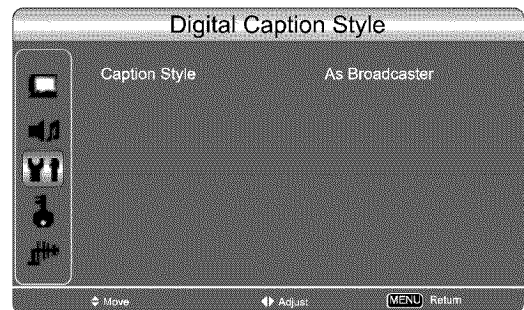 Digital Caption Style
Caption Style As Broadcaster
Move Adjust MENU Return